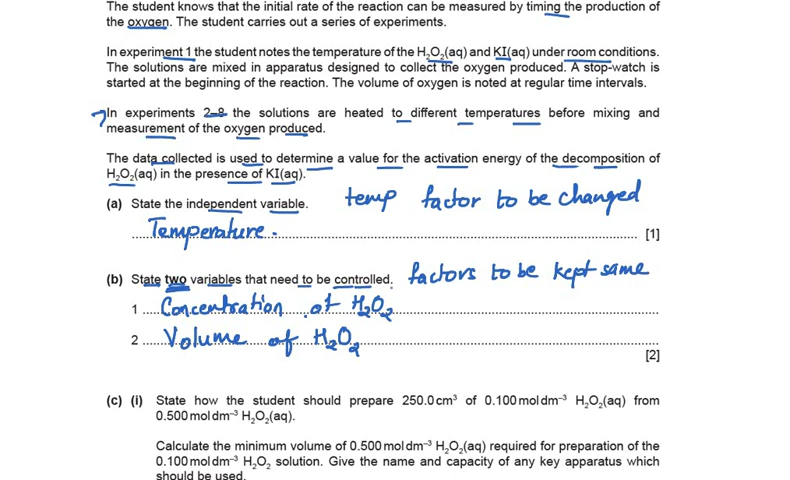 The student knows that the initial rate of the reaction can be measured by timing the production of
the oxygen. The student carries out a series of experiments.
In experiment 1 the student notes the temperature of the H₂O₂(aq) and KI(aq) under room conditions.
The solutions are mixed in apparatus designed to collect the oxygen produced. A stop-watch is
started at the beginning of the reaction. The volume of oxygen is noted at regular time intervals.
In experiments 2–8 the solutions are heated to different temperatures before mixing and
measurement of the oxygen produced.
The data collected is used to determine a value for the activation energy of the decomposition of
H₂O₂(aq) in the presence of KI(aq).
temp factor to be changed
(a) State the independent variable.
Temperature. [1]
(b) State two variables that need to be controlled. factors to be kept same
1 Concentration of H₂O₂
2 Volume of H₂O₂
[2]
(c) (i) State how the student should prepare 250.0 cm³ of 0.100 mol dm⁻³ H₂O₂(aq) from
0.500 mol dm⁻³ H₂O₂(aq).
Calculate the minimum volume of 0.500 mol dm⁻³ H₂O₂(aq) required for preparation of the
0.100 mol dm⁻³ H₂O₂ solution. Give the name and capacity of any key apparatus which
should be used.